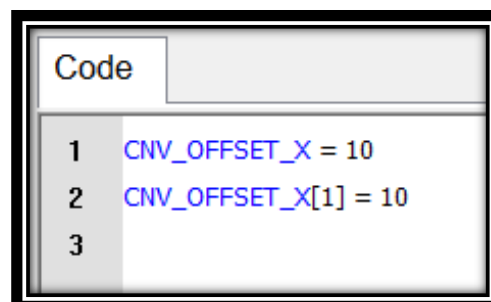 Code
1 CNV_OFFSET_X = 10
2 CNV_OFFSET_X[1] = 10
3